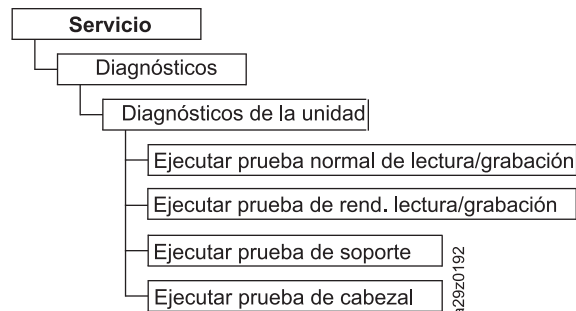 Servicio
Diagnósticos
Diagnósticos de la unidad
Ejecutar prueba normal de lectura/grabación
Ejecutar prueba de rend. lectura/grabación
Ejecutar prueba de soporte
Ejecutar prueba de cabezal
a29z0192